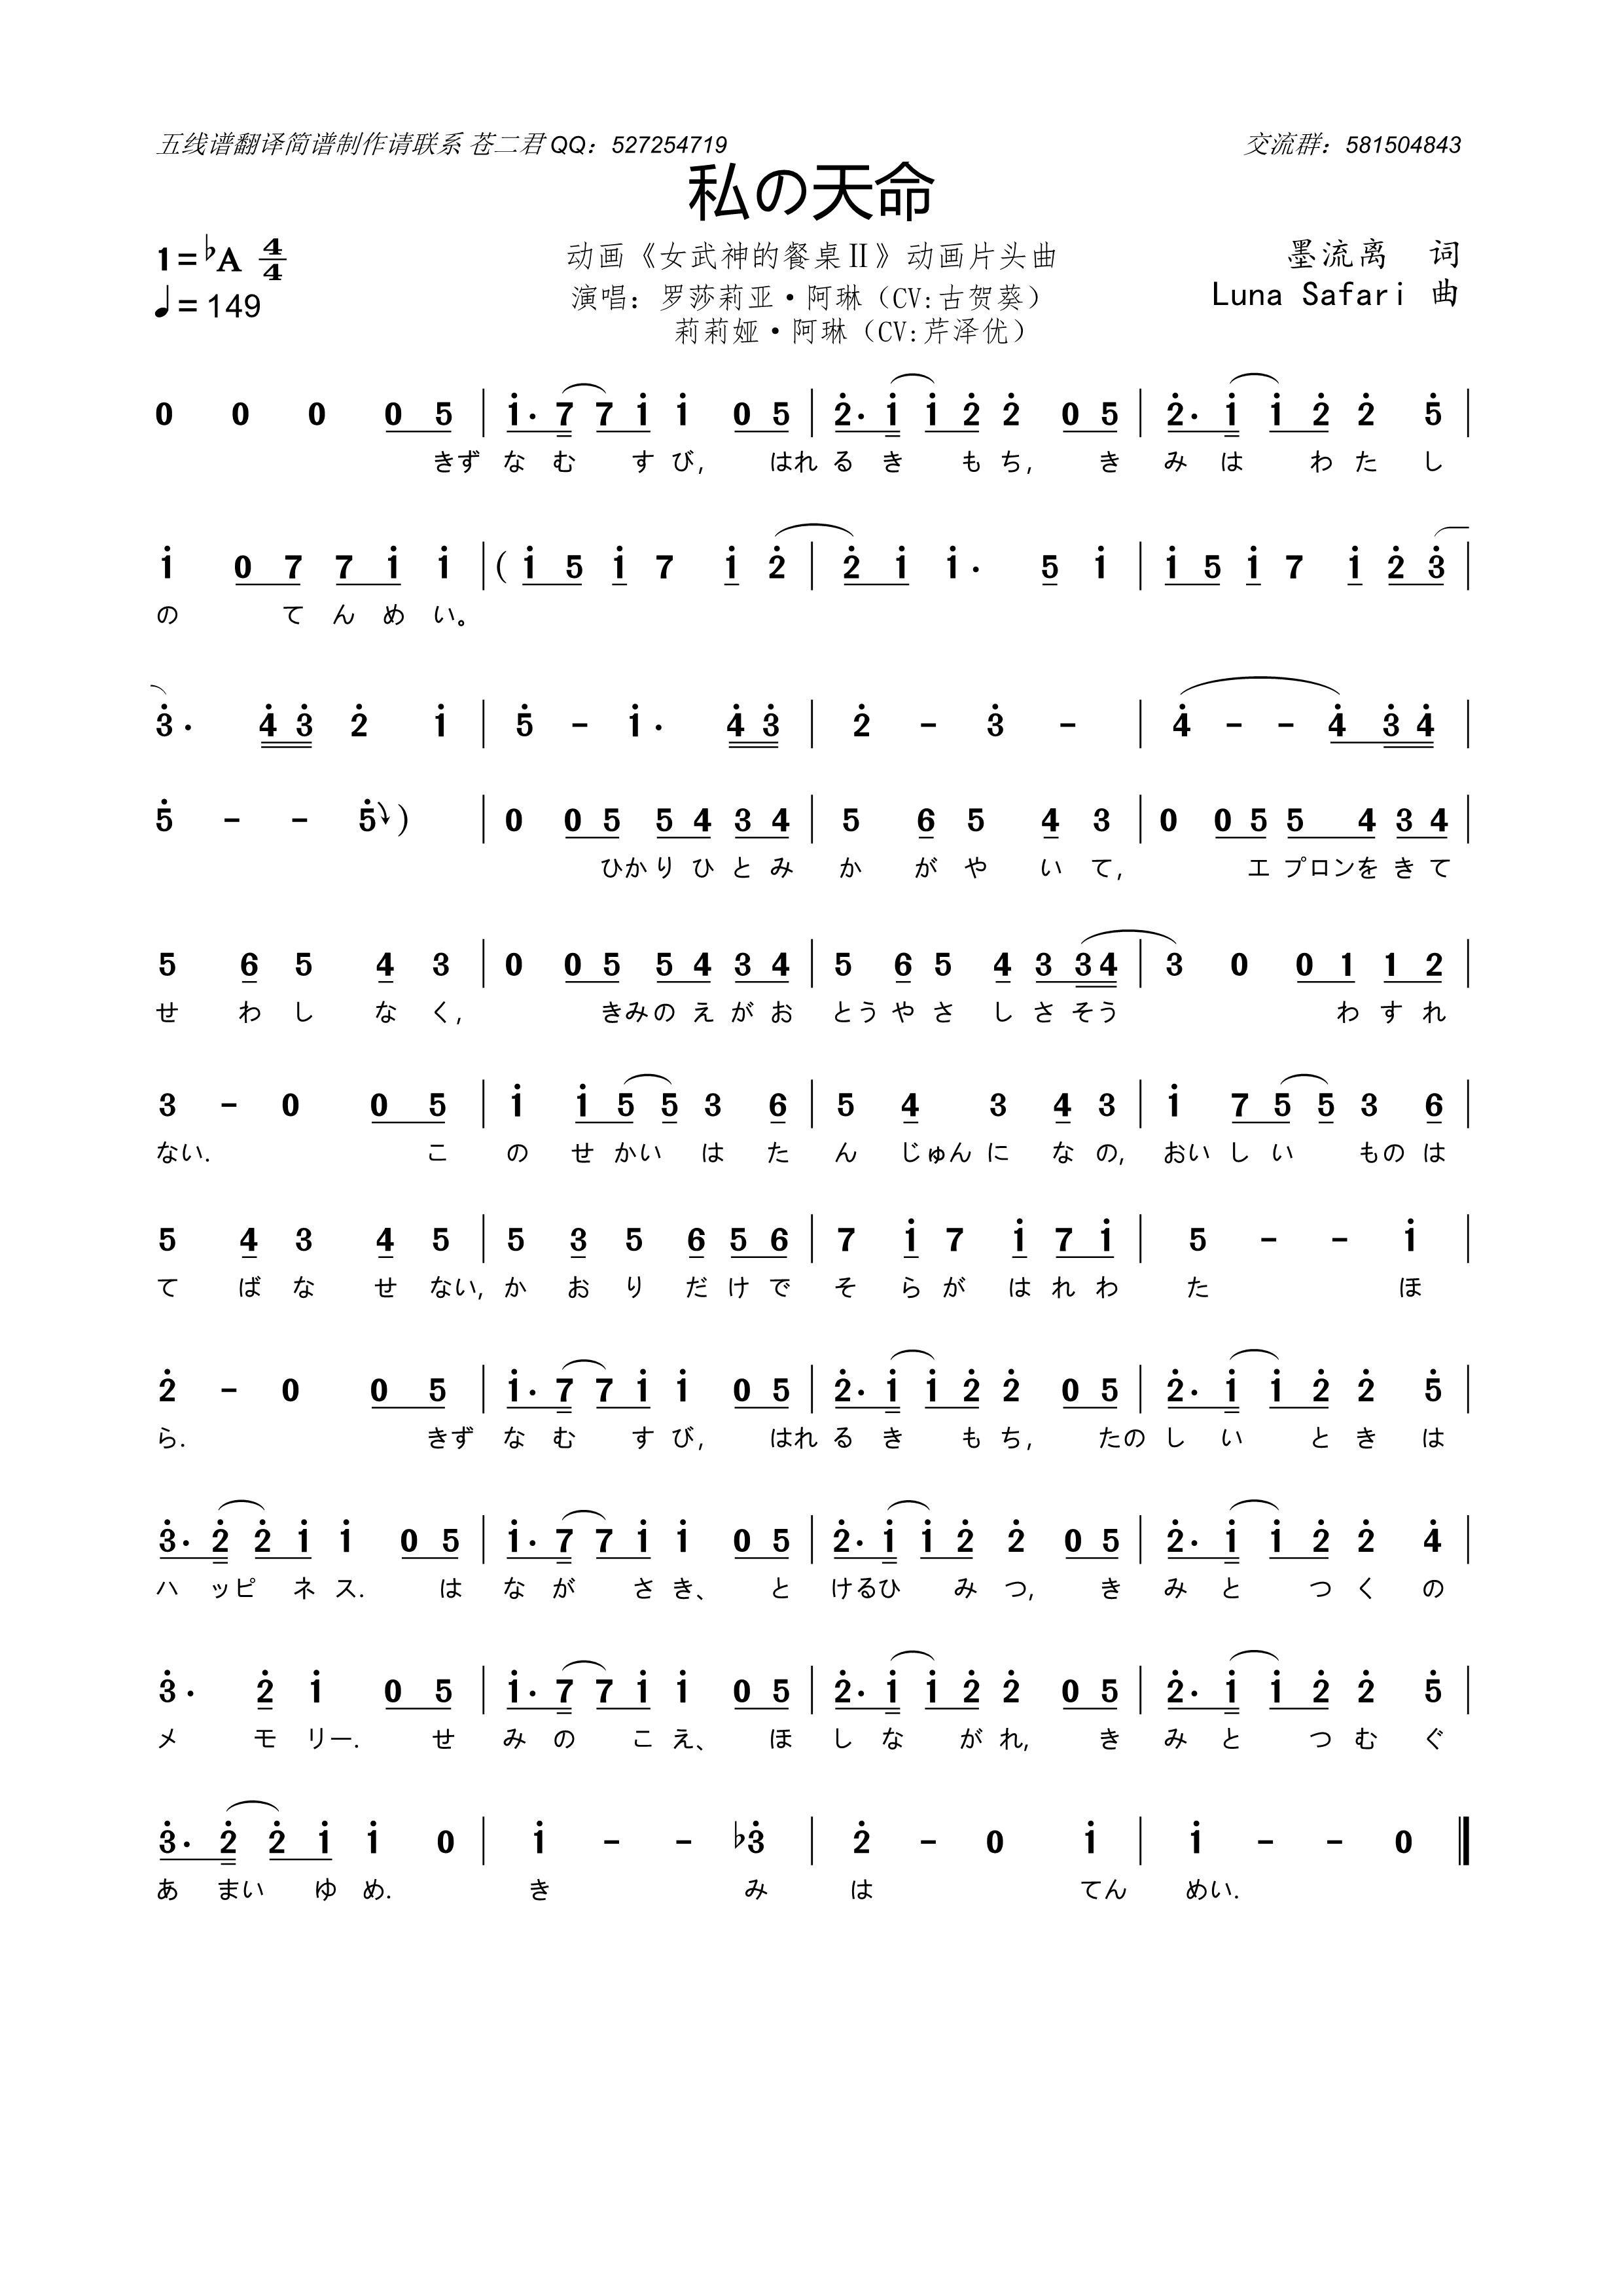 五线谱翻译简谱制作请联系 苍二君QQ：527254719 交流群：581504843
私の天命
1=♭A 4/4
动画《女武神的餐桌Ⅱ》动画片头曲
墨流离 词
♩=149
演唱：罗莎莉亚·阿琳（CV:古贺葵）
Luna Safari 曲
莉莉娅·阿琳（CV:芹泽优）
0 0 0 0 5 | i· 7 7 i i 0 5 | 2̇· i i 2̇ 2̇ 0 5 | 2̇· i i 2̇ 2̇ 5̇ |
きず な む す び, はれ る き も ち, き み は わ た し
i 0 7 7 i i | ( i 5 i 7 i 2̇ | 2̇ i i· 5 i | i 5 i 7 i 2̇ 3̇ |
の て ん め い。
3̇· 4̇ 3̇ 2̇ i | 5̇ - i· 4̇ 3̇ | 2̇ - 3̇ - | 4̇ - - 4̇ 3̇ 4̇ |
5̇ - - 5̇ ) | 0 0 5 5 4 3 4 | 5 6 5 4 3 | 0 0 5 5 4 3 4 |
ひか り ひ と み か が や い て, エ プロンを き て
5 6 5 4 3 | 0 0 5 5 4 3 4 | 5 6 5 4 3 3 4 | 3 0 0 1 1 2 |
せ わ し な く, きみ の え が お とう や さ し さ そう わ す れ
3 - 0 0 5 | i i 5 5 3 6 | 5 4 3 4 3 | i 7 5 5 3 6 |
ない. こ の せ かい は た ん じゅん に な の, おい し い もの は
5 4 3 4 5 | 5 3 5 6 5 6 | 7 i 7 i 7 i | 5 - - i |
て ば な せ ない, か お り だ け で そ ら が は れ わ た ほ
2̇ - 0 0 5 | i· 7 7 i i 0 5 | 2̇· i i 2̇ 2̇ 0 5 | 2̇· i i 2̇ 2̇ 5̇ |
ら. きず な む す び, はれ る き も ち, たの し い と き は
3̇· 2̇ 2̇ i i 0 5 | i· 7 7 i i 0 5 | 2̇· i i 2̇ 2̇ 0 5 | 2̇· i i 2̇ 2̇ 4̇ |
ハ ッピ ネ ス. は な が さ き、 と けるひ み つ, き み と つ く の
3̇· 2̇ i 0 5 | i· 7 7 i i 0 5 | 2̇· i i 2̇ 2̇ 0 5 | 2̇· i i 2̇ 2̇ 5̇ |
メ モ リー. せ み の こ え、 ほ し な が れ, き み と つ む ぐ
3̇· 2̇ 2̇ i i 0 | i - - ♭3̇ | 2̇ - 0 i | i - - 0 ‖
あ まい ゆ め. き み は てん めい.